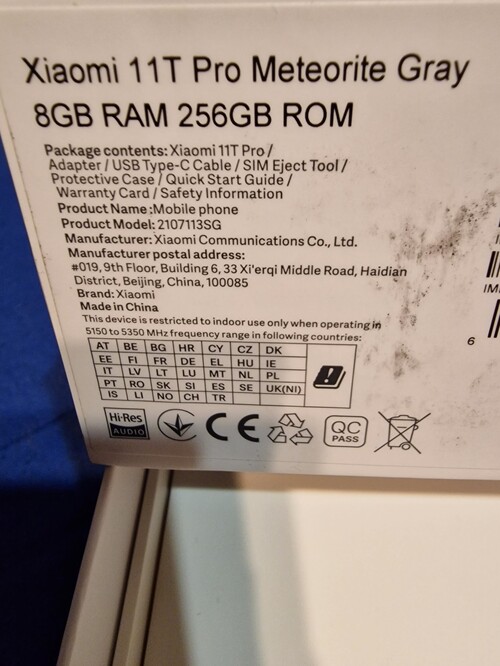 Xiaomi 11T Pro Meteorite Gray
8GB RAM 256GB ROM
Package contents: Xiaomi 11T Pro /
Adapter / USB Type-C Cable / SIM Eject Tool /
Protective Case / Quick Start Guide /
Warranty Card / Safety Information
Product Name:Mobile phone
Product Model: 2107113SG
Manufacturer: Xiaomi Communications Co., Ltd.
Manufacturer postal address:
#019, 9th Floor, Building 6, 33 Xi'erqi Middle Road, Haidian
District, Beijing, China, 100085
Brand: Xiaomi
Made in China
This device is restricted to indoor use only when operating in
5150 to 5350 MHz frequency range in following countries:
AT BE BG HR CY CZ DK
EE FI FR DE EL HU IE
IT LV LT LU MT NL PL
PT RO SK SI ES SE UK(NI)
IS LI NO CH TR
Hi-Res
AUDIO
CE
QC
PASS
6